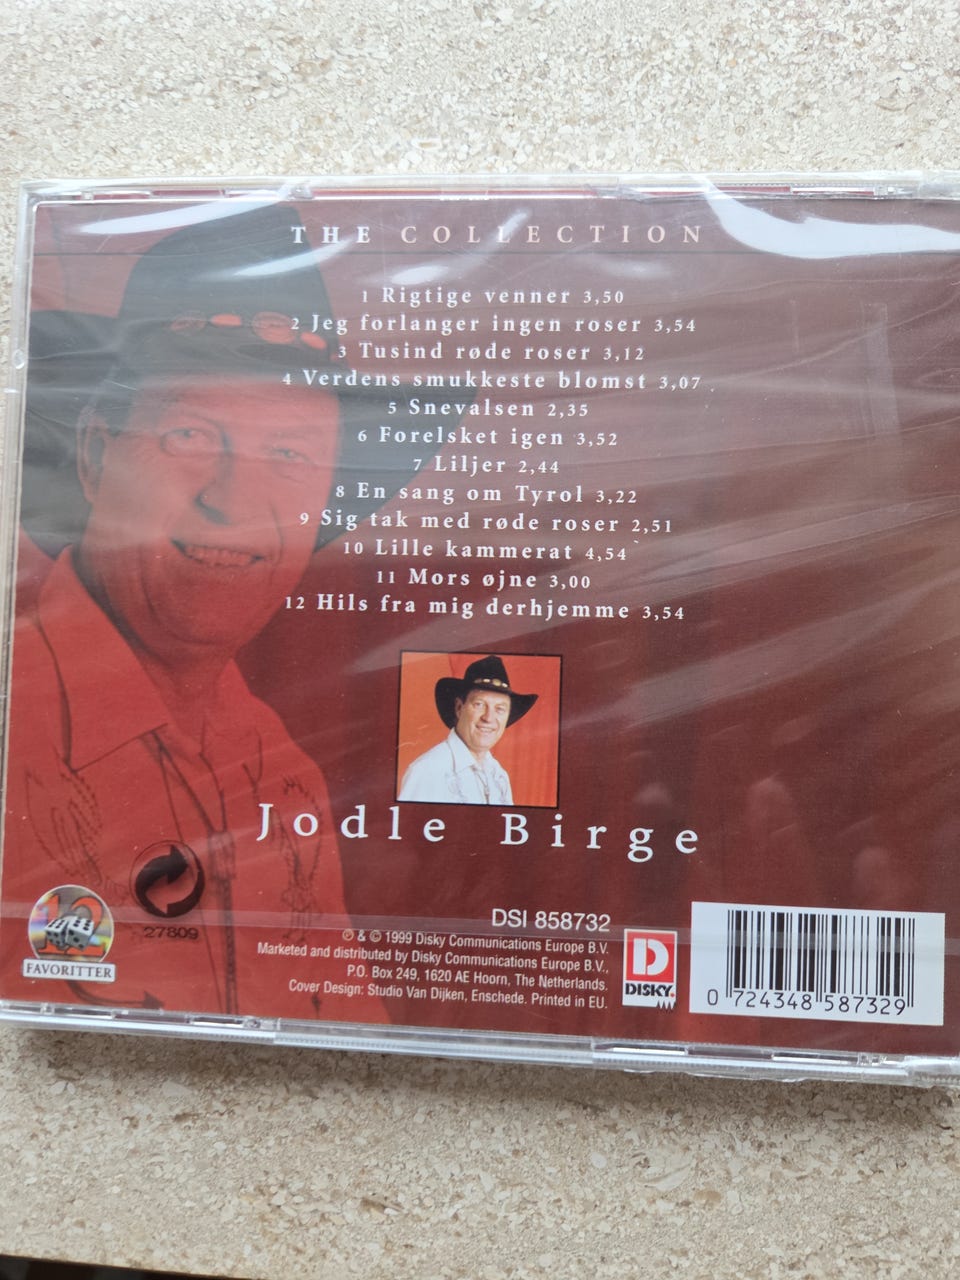 THE COLLECTION
1 Rigtige venner 3,50
2 Jeg forlanger ingen roser 3,54
3 Tusind røde roser 3,12
4 Verdens smukkeste blomst 3,07
5 Snevalsen 2,35
6 Forelsket igen 3,52
7 Liljer 2,44
8 En sang om Tyrol 3,22
9 Sig tak med røde roser 2,51
10 Lille kammerat 4,54
11 Mors øjne 3,00
12 Hils fra mig derhjemme 3,54
Jodle Birge
12
FAVORITTER
27809
DSI 858732
℗ & © 1999 Disky Communications Europe B.V.
Marketed and distributed by Disky Communications Europe B.V.,
P.O. Box 249, 1620 AE Hoorn, The Netherlands.
Cover Design: Studio Van Dijken, Enschede. Printed in EU.
D
DISKY
0 724348 587329